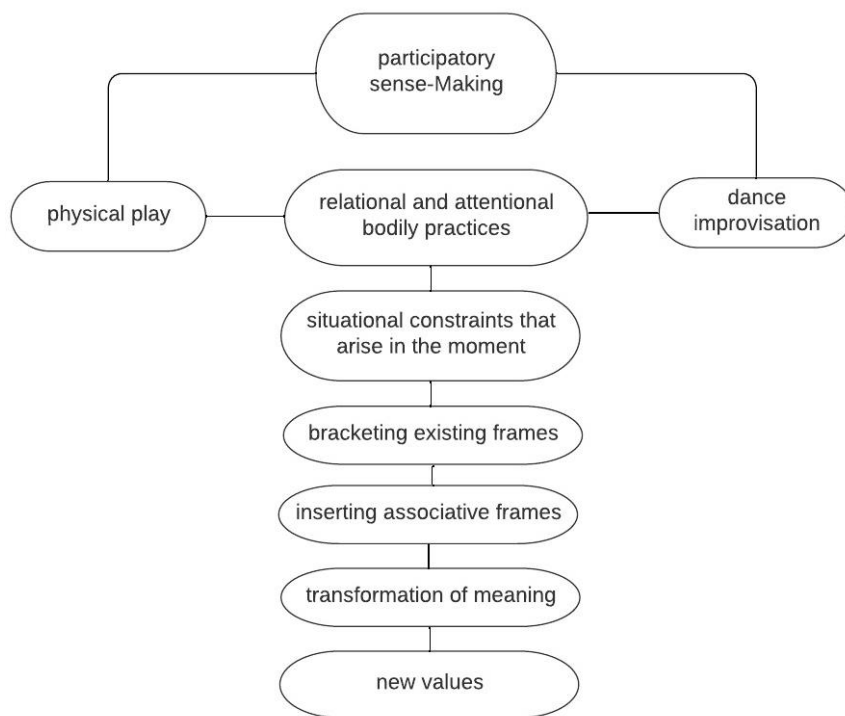 participatory
sense-Making
physical play
relational and attentional
bodily practices
dance
improvisation
situational constraints that
arise in the moment
bracketing existing frames
inserting associative frames
transformation of meaning
new values